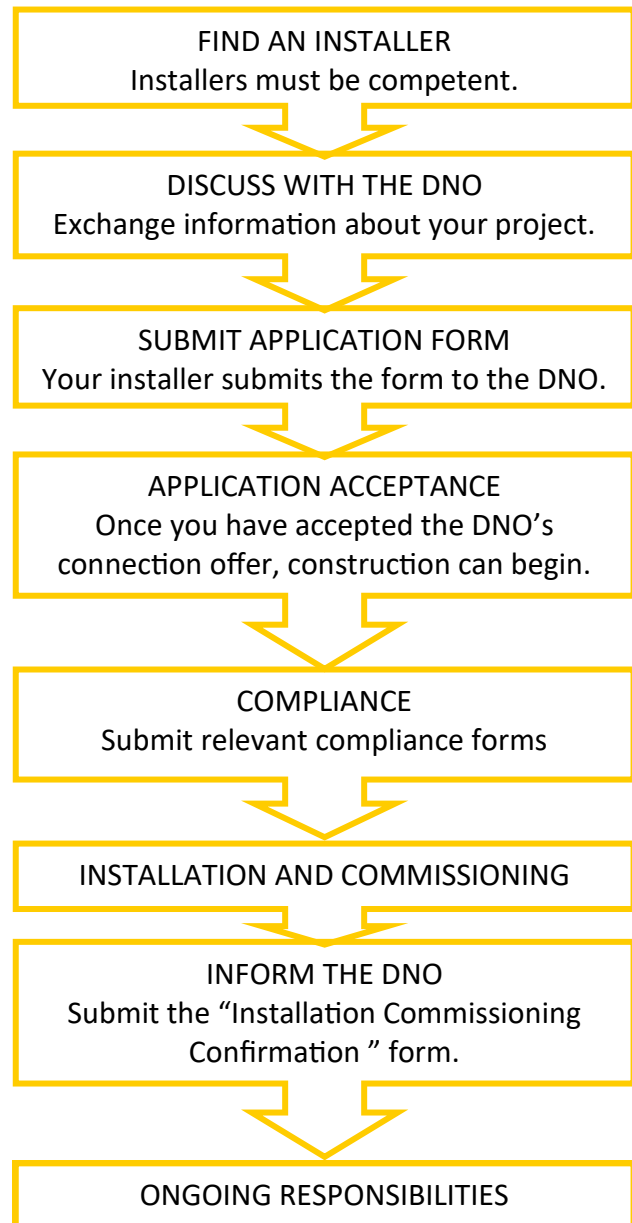 FIND AN INSTALLER
Installers must be competent.
DISCUSS WITH THE DNO
Exchange information about your project.
SUBMIT APPLICATION FORM
Your installer submits the form to the DNO.
APPLICATION ACCEPTANCE
Once you have accepted the DNO’s
connection offer, construction can begin.
COMPLIANCE
Submit relevant compliance forms
INSTALLATION AND COMMISSIONING
INFORM THE DNO
Submit the “Installation Commissioning
Confirmation ” form.
ONGOING RESPONSIBILITIES